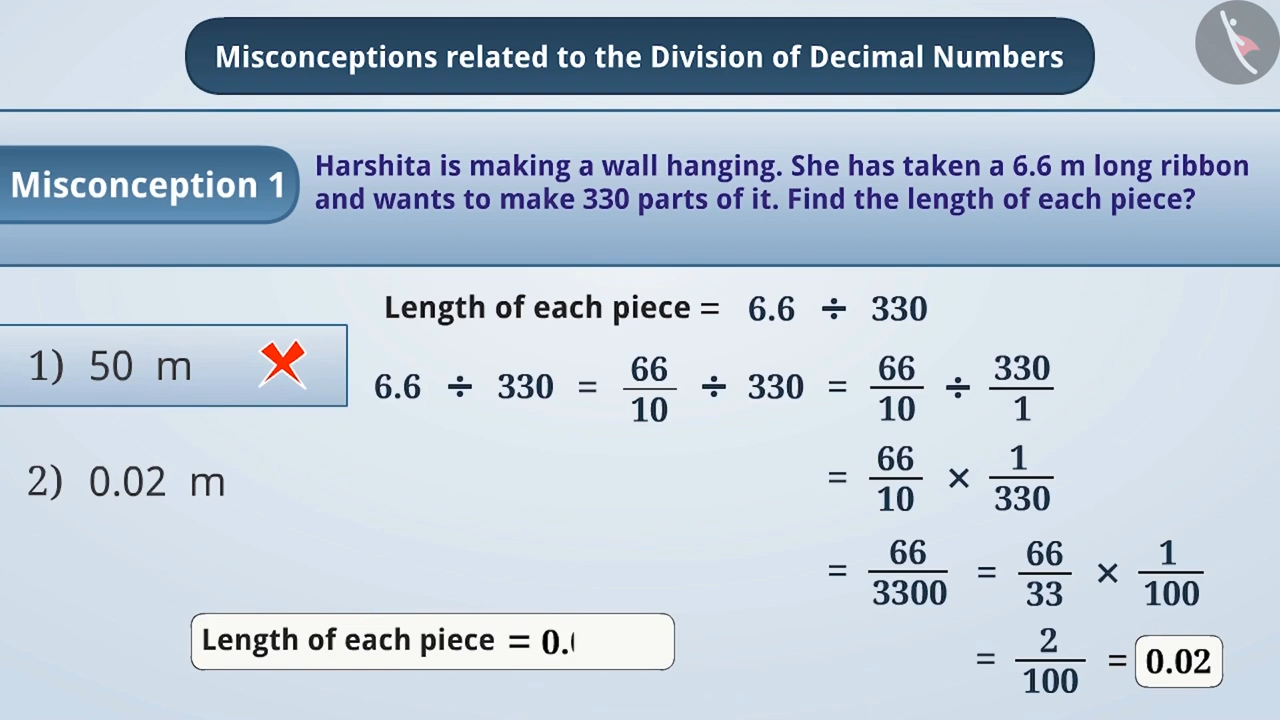 Misconceptions related to the Division of Decimal Numbers
Misconception 1
Harshita is making a wall hanging. She has taken a 6.6 m long ribbon
and wants to make 330 parts of it. Find the length of each piece?
Length of each piece = 6.6 ÷ 330
1) 50 m
6.6 ÷ 330 = 66/10 ÷ 330 = 66/10 ÷ 330/1
= 66/10 × 1/330
2) 0.02 m
= 66/3300 = 66/33 × 1/100
= 2/100 = 0.02
Length of each piece = 0.